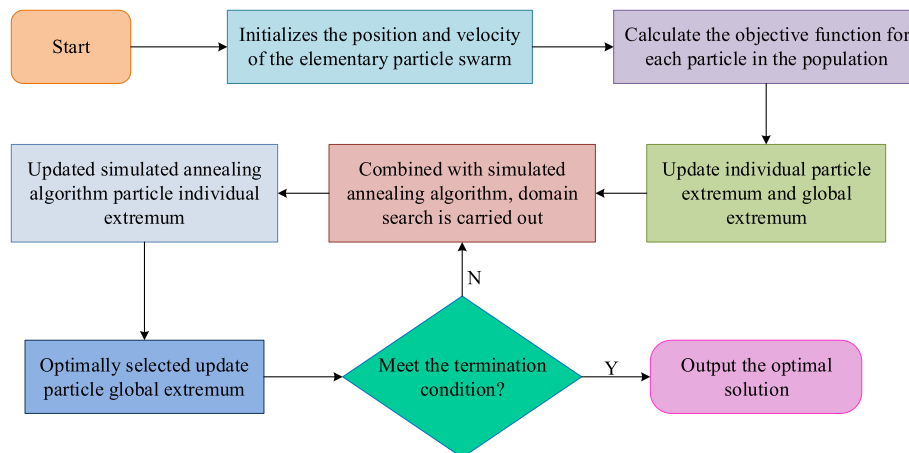 Start
Initializes the position and velocity
of the elementary particle swarm
Calculate the objective function for
each particle in the population
Update individual particle
extremum and global
extremum
Combined with simulated
annealing algorithm, domain
search is carried out
Updated simulated annealing
algorithm particle individual
extremum
Optimally selected update
particle global extremum
Meet the termination
condition?
N
Y
Output the optimal
solution